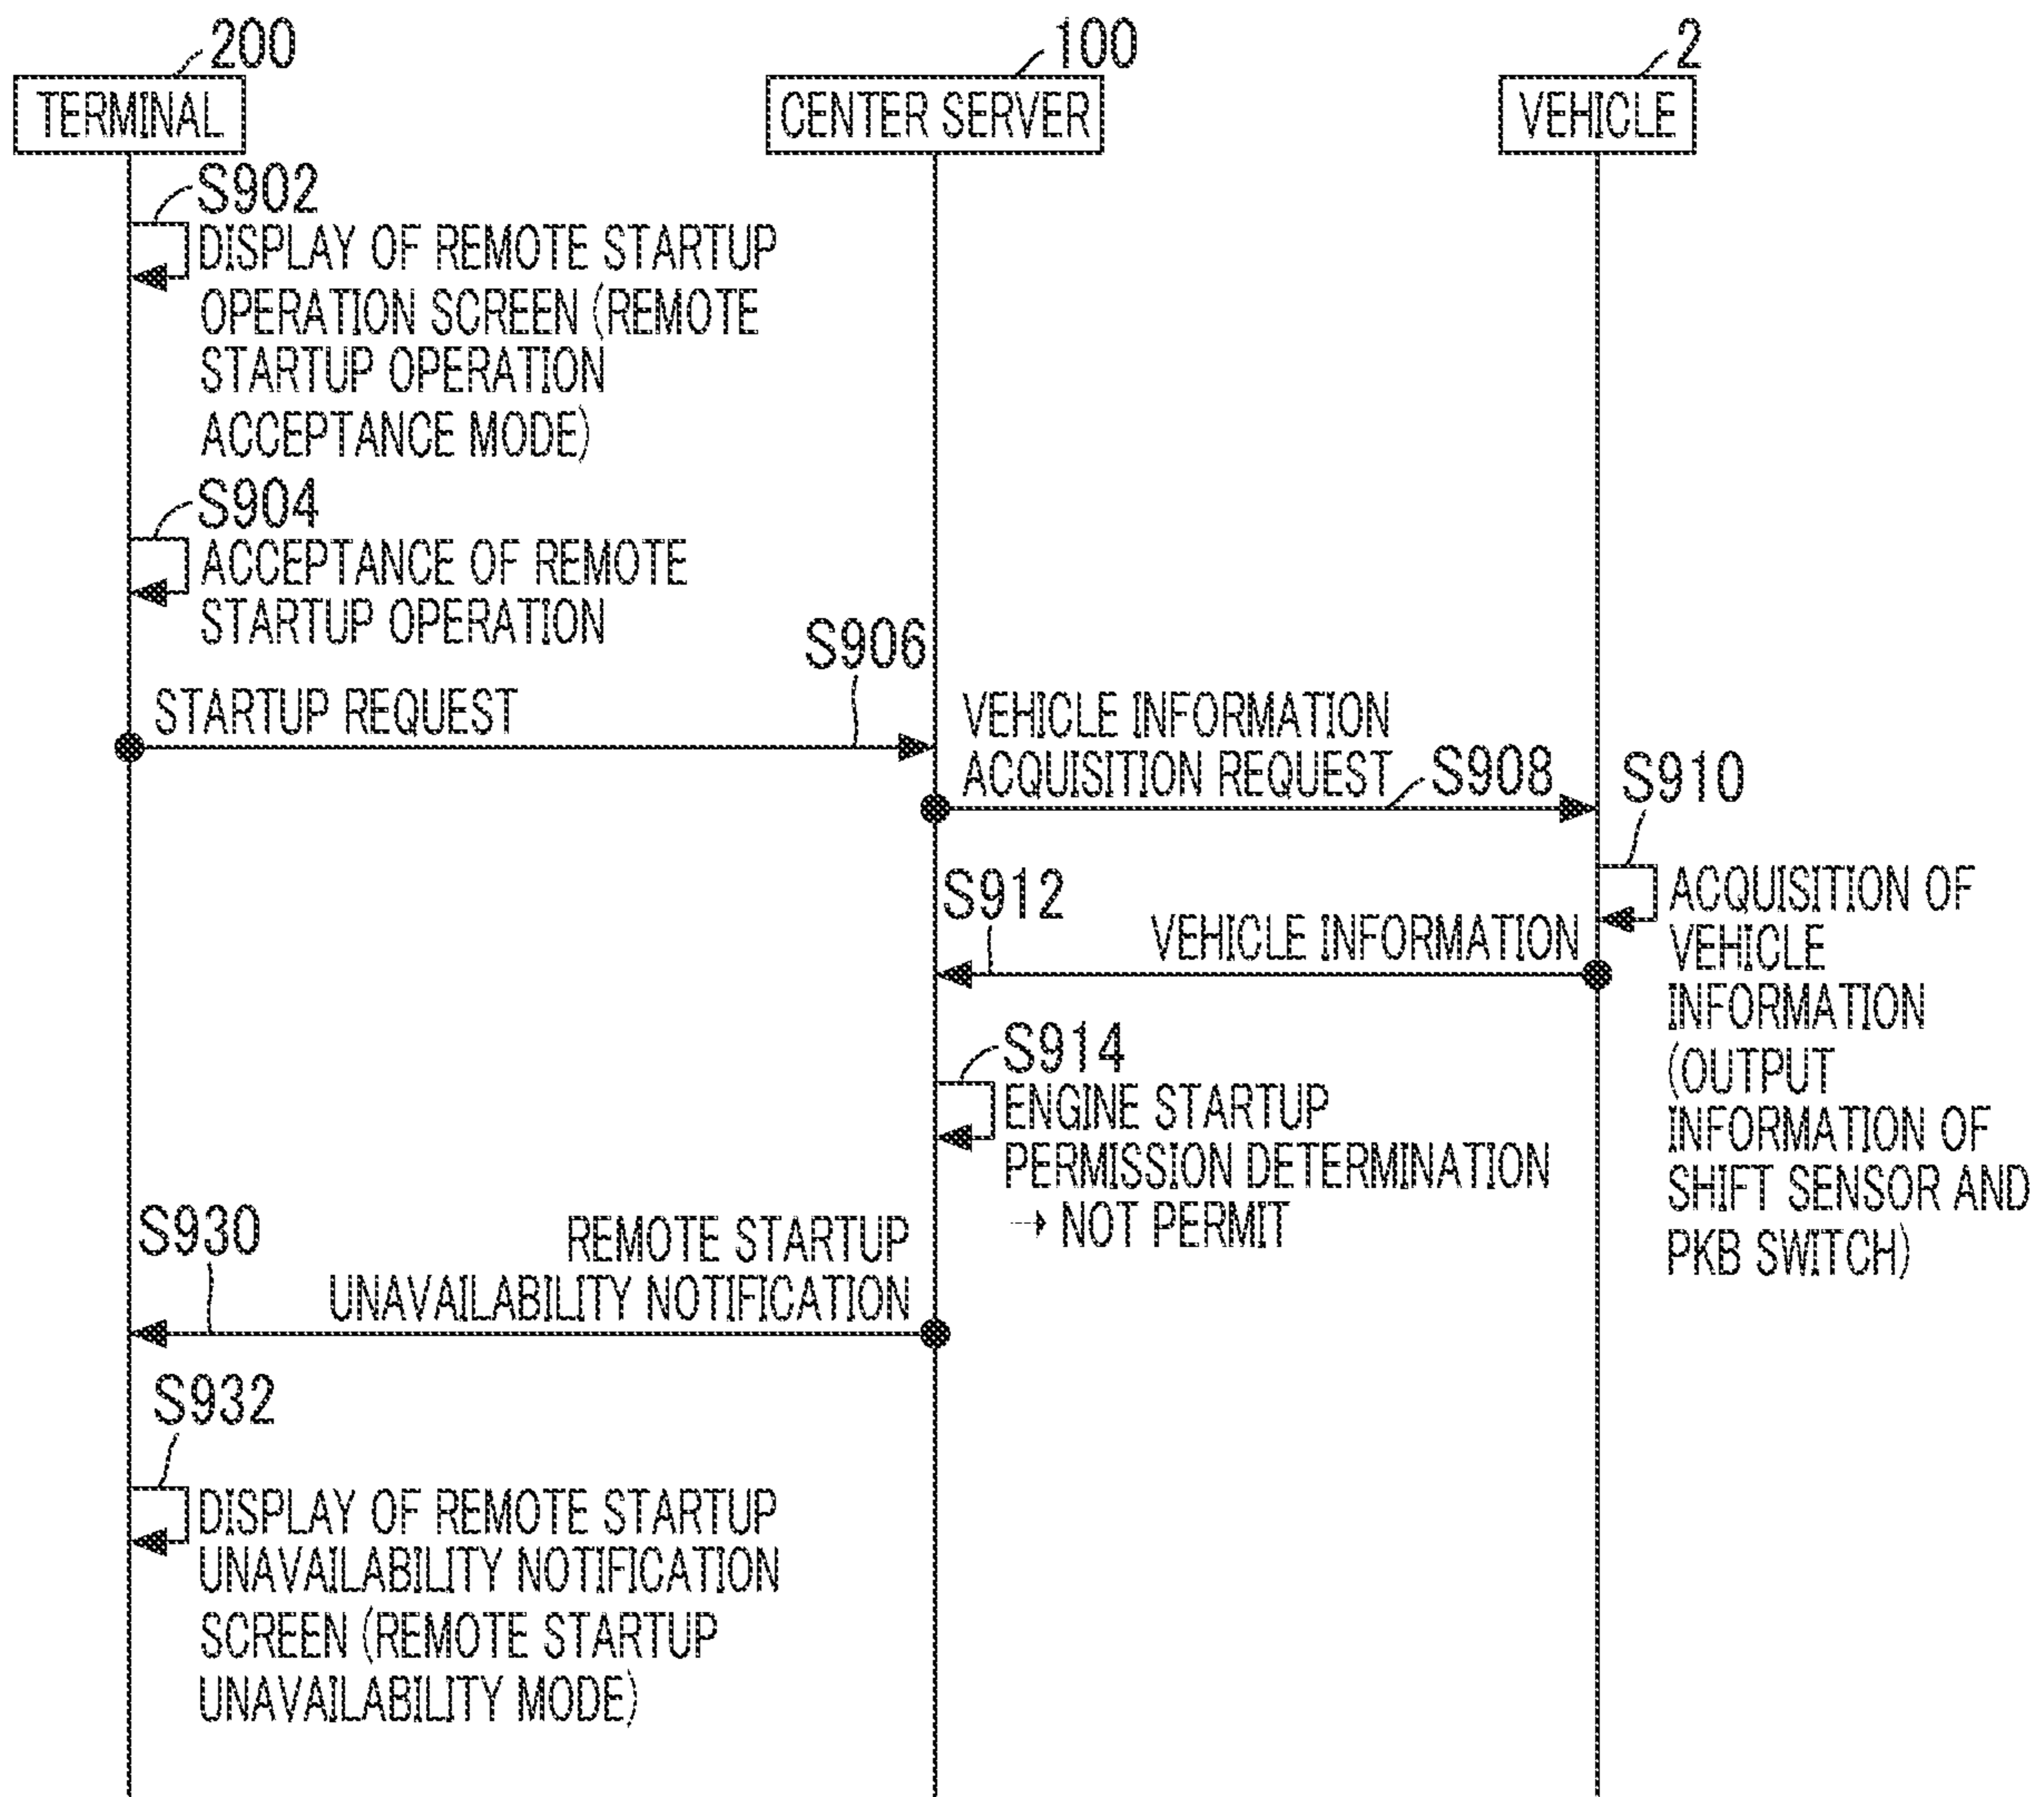 200
100
2
TERMINAL
CENTER SERVER
VEHICLE
S902
DISPLAY OF REMOTE STARTUP
OPERATION SCREEN (REMOTE
STARTUP OPERATION
ACCEPTANCE MODE)
S904
ACCEPTANCE OF REMOTE
STARTUP OPERATION
S906
STARTUP REQUEST
VEHICLE INFORMATION
ACQUISITION REQUEST
S908
S910
ACQUISITION OF
VEHICLE
INFORMATION
(OUTPUT
INFORMATION OF
SHIFT SENSOR AND
PKB SWITCH)
S912
VEHICLE INFORMATION
S914
ENGINE STARTUP
PERMISSION DETERMINATION
→ NOT PERMIT
S930
REMOTE STARTUP
UNAVAILABILITY NOTIFICATION
S932
DISPLAY OF REMOTE STARTUP
UNAVAILABILITY NOTIFICATION
SCREEN (REMOTE STARTUP
UNAVAILABILITY MODE)